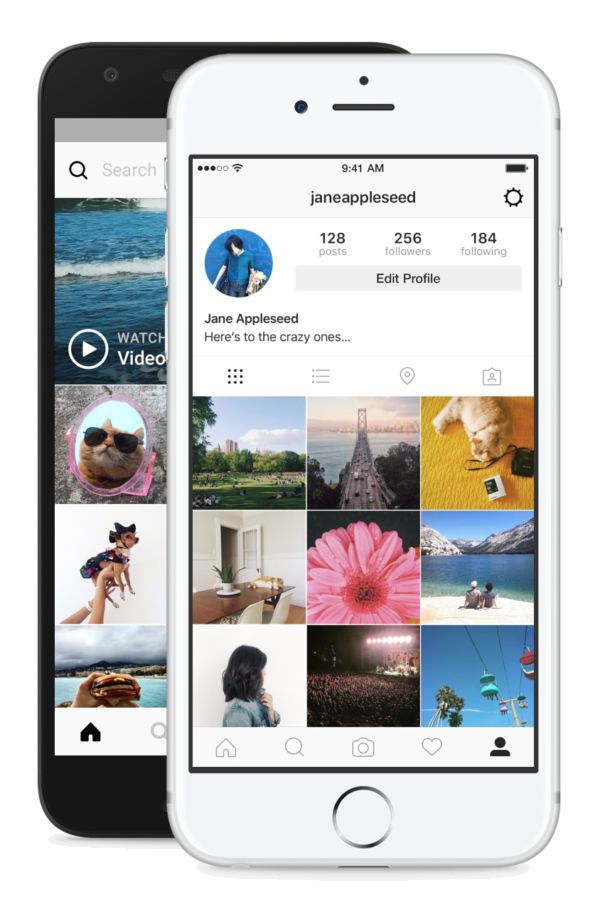 Search
WATCH
Video
9:41 AM
janeappleseed
128
posts
256
followers
184
following
Edit Profile
Jane Appleseed
Here's to the crazy ones...